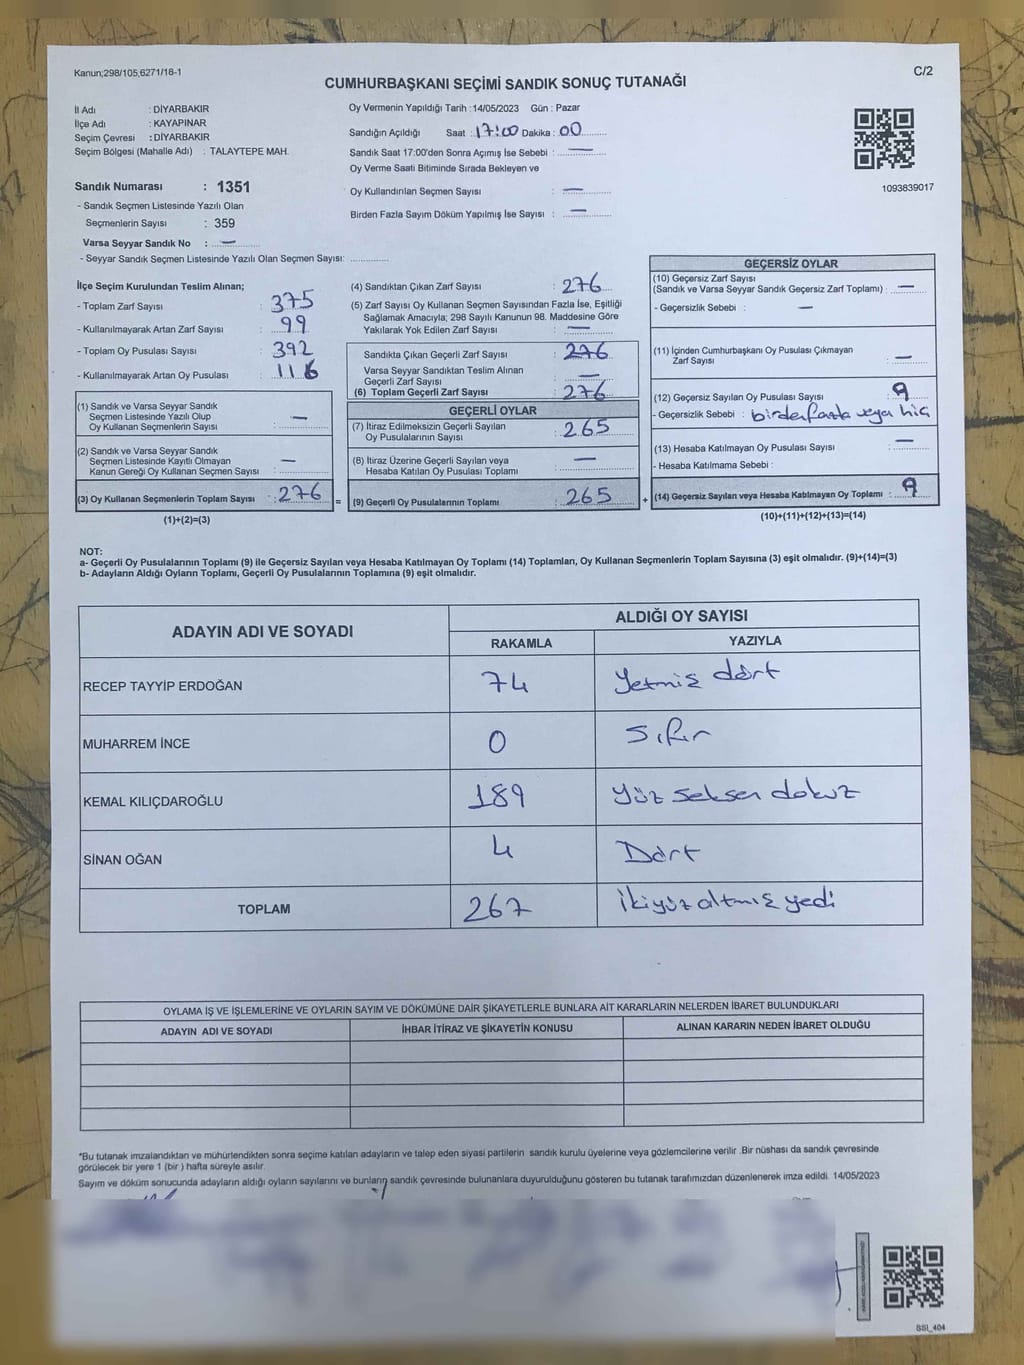 Kanun;298/105,6271/18-1
C/2
CUMHURBAŞKANI SEÇİMİ SANDIK SONUÇ TUTANAĞI
İl Adı : DİYARBAKIR
İlçe Adı : KAYAPINAR
Seçim Çevresi : DİYARBAKIR
Seçim Bölgesi (Mahalle Adı) : TALAYTEPE MAH.
Sandık Numarası : 1351
- Sandık Seçmen Listesinde Yazılı Olan
Seçmenlerin Sayısı : 359
Varsa Seyyar Sandık No : —
- Seyyar Sandık Seçmen Listesinde Yazılı Olan Seçmen Sayısı:
Oy Vermenin Yapıldığı Tarih : 14/05/2023 Gün : Pazar
Sandığın Açıldığı Saat : 17:00 Dakika : 00
Sandık Saat 17:00'den Sonra Açımış İse Sebebi : —
Oy Verme Saati Bitiminde Sırada Bekleyen ve
Oy Kullandırılan Seçmen Sayısı : —
Birden Fazla Sayım Döküm Yapılmış İse Sayısı : —
1093839017
İlçe Seçim Kurulundan Teslim Alınan;
- Toplam Zarf Sayısı : 375
- Kullanılmayarak Artan Zarf Sayısı : 99
- Toplam Oy Pusulası Sayısı : 392
- Kullanılmayarak Artan Oy Pusulası : 116
(1) Sandık ve Varsa Seyyar Sandık
Seçmen Listesinde Yazılı Olup
Oy Kullanan Seçmenlerin Sayısı : —
(2) Sandık ve Varsa Seyyar Sandık
Seçmen Listesinde Kayıtlı Olmayan
Kanun Gereği Oy Kullanan Seçmen Sayısı : —
(3) Oy Kullanan Seçmenlerin Toplam Sayısı : 276 =
(1)+(2)=(3)
(4) Sandıktan Çıkan Zarf Sayısı : 276
(5) Zarf Sayısı Oy Kullanan Seçmen Sayısından Fazla İse, Eşitliği
Sağlamak Amacıyla; 298 Sayılı Kanunun 98. Maddesine Göre
Yakılarak Yok Edilen Zarf Sayısı : —
Sandıkta Çıkan Geçerli Zarf Sayısı : 276
Varsa Seyyar Sandıktan Teslim Alınan
Geçerli Zarf Sayısı : —
(6) Toplam Geçerli Zarf Sayısı : 276
GEÇERLİ OYLAR
(7) İtiraz Edilmeksizin Geçerli Sayılan
Oy Pusulalarının Sayısı : 265
(8) İtiraz Üzerine Geçerli Sayılan veya
Hesaba Katılan Oy Pusulası Toplamı : —
(9) Geçerli Oy Pusulalarının Toplamı : 265 +
GEÇERSİZ OYLAR
(10) Geçersiz Zarf Sayısı
(Sandık ve Varsa Seyyar Sandık Geçersiz Zarf Toplamı) : —
- Geçersizlik Sebebi : —
(11) İçinden Cumhurbaşkanı Oy Pusulası Çıkmayan
Zarf Sayısı : —
(12) Geçersiz Sayılan Oy Pusulası Sayısı : 9
- Geçersizlik Sebebi : birden fazla veya hiç
(13) Hesaba Katılmayan Oy Pusulası Sayısı : —
- Hesaba Katılmama Sebebi :
(14) Geçersiz Sayılan veya Hesaba Katılmayan Oy Toplamı : 9
(10)+(11)+(12)+(13)=(14)
NOT:
a- Geçerli Oy Pusulalarının Toplamı (9) ile Geçersiz Sayılan veya Hesaba Katılmayan Oy Toplamı (14) Toplamları, Oy Kullanan Seçmenlerin Toplam Sayısına (3) eşit olmalıdır. (9)+(14)=(3)
b- Adayların Aldığı Oyların Toplamı, Geçerli Oy Pusulalarının Toplamına (9) eşit olmalıdır.
ADAYIN ADI VE SOYADI
ALDIĞI OY SAYISI
RAKAMLA YAZIYLA
RECEP TAYYİP ERDOĞAN 74 Yetmiş dört
MUHARREM İNCE 0 Sıfır
KEMAL KILIÇDAROĞLU 189 Yüz seksen dokuz
SİNAN OĞAN 4 Dört
TOPLAM 267 İkiyüz altmış yedi
OYLAMA İŞ VE İŞLEMLERİNE VE OYLARIN SAYIM VE DÖKÜMÜNE DAİR ŞİKAYETLERLE BUNLARA AİT KARARLARIN NELERDEN İBARET BULUNDUKLARI
ADAYIN ADI VE SOYADI İHBAR İTİRAZ VE ŞİKAYETİN KONUSU ALINAN KARARIN NEDEN İBARET OLDUĞU
*Bu tutanak imzalandıktan ve mühürlendikten sonra seçime katılan adayların ve talep eden siyasi partilerin sandık kurulu üyelerine veya gözlemcilerine verilir .Bir nüshası da sandık çevresinde
görülecek bir yere 1 (bir ) hafta süreyle asılır.
Sayım ve döküm sonucunda adayların aldığı oyların sayılarını ve bunların sandık çevresinde bulunanlara duyurulduğunu gösteren bu tutanak tarafımızdan düzenlenerek imza edildi. 14/05/2023
SSI_404